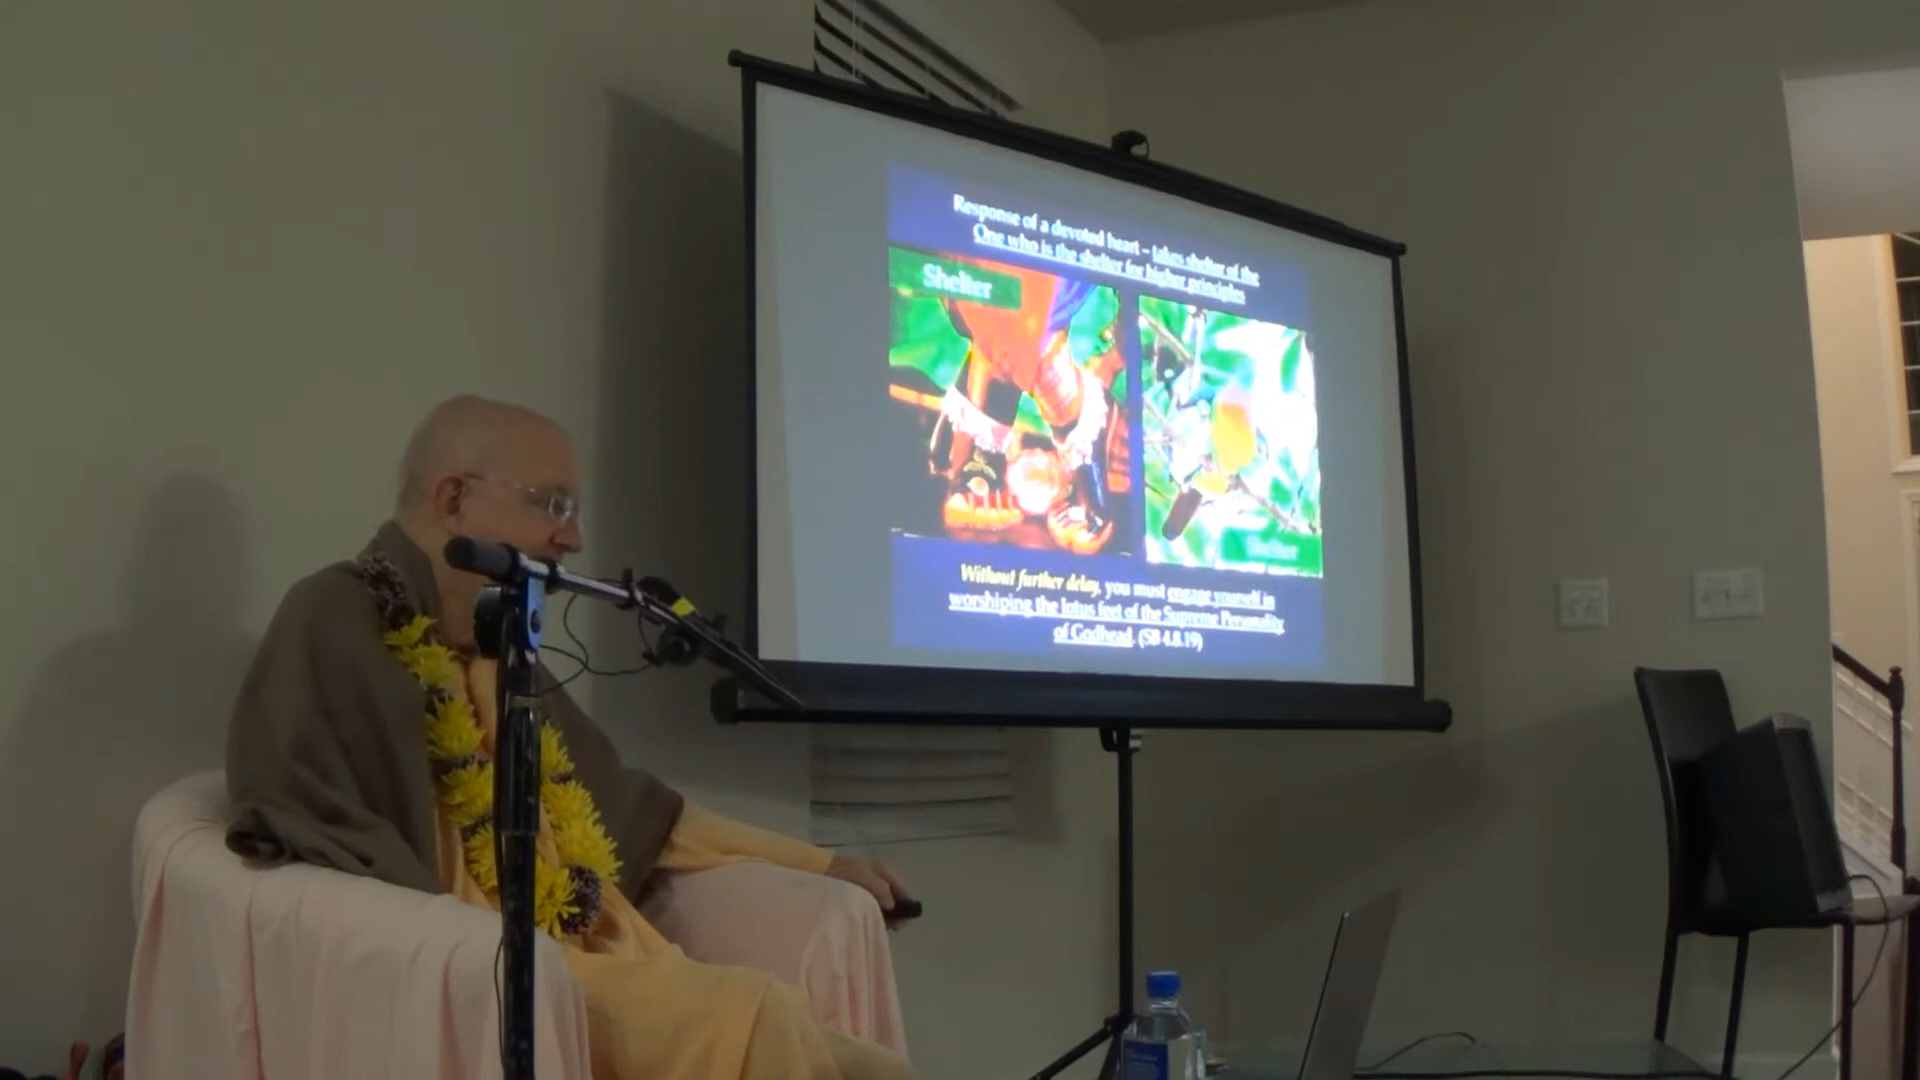 Response of a devoted heart – takes shelter of the
One who is the shelter for higher principles
Shelter
Shelter
Without further delay, you must engage yourself in
worshiping the lotus feet of the Supreme Personality
of Godhead. (SB 4.8.19)